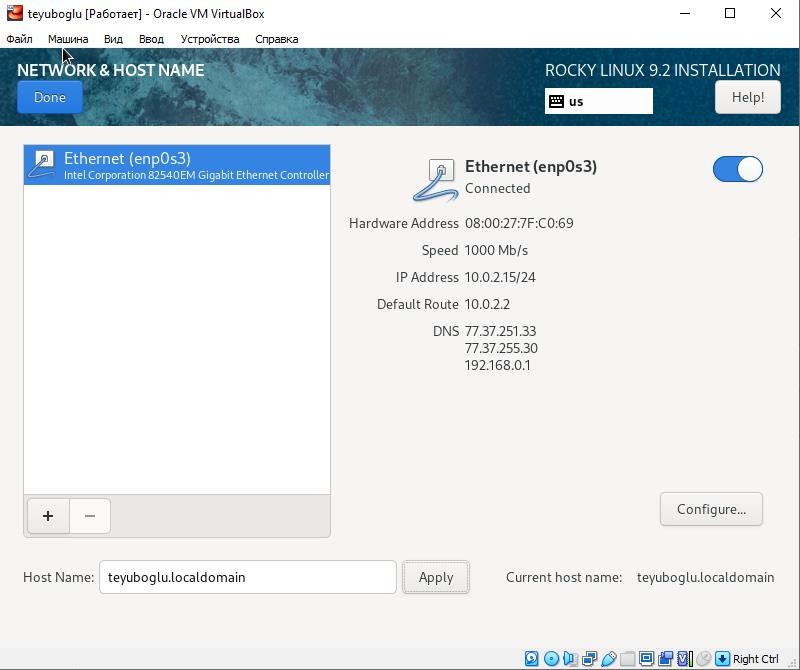 teyuboglu [Работает] - Oracle VM VirtualBox
Файл Машина Вид Ввод Устройства Справка
NETWORK & HOST NAME
ROCKY LINUX 9.2 INSTALLATION
Done
us
Help!
Ethernet (enp0s3)
Intel Corporation 82540EM Gigabit Ethernet Controller
Ethernet (enp0s3)
Connected
Hardware Address 08:00:27:7F:C0:69
Speed 1000 Mb/s
IP Address 10.0.2.15/24
Default Route 10.0.2.2
DNS 77.37.251.33
77.37.255.30
192.168.0.1
+ −
Configure...
Host Name: teyuboglu.localdomain Apply Current host name: teyuboglu.localdomain
Right Ctrl